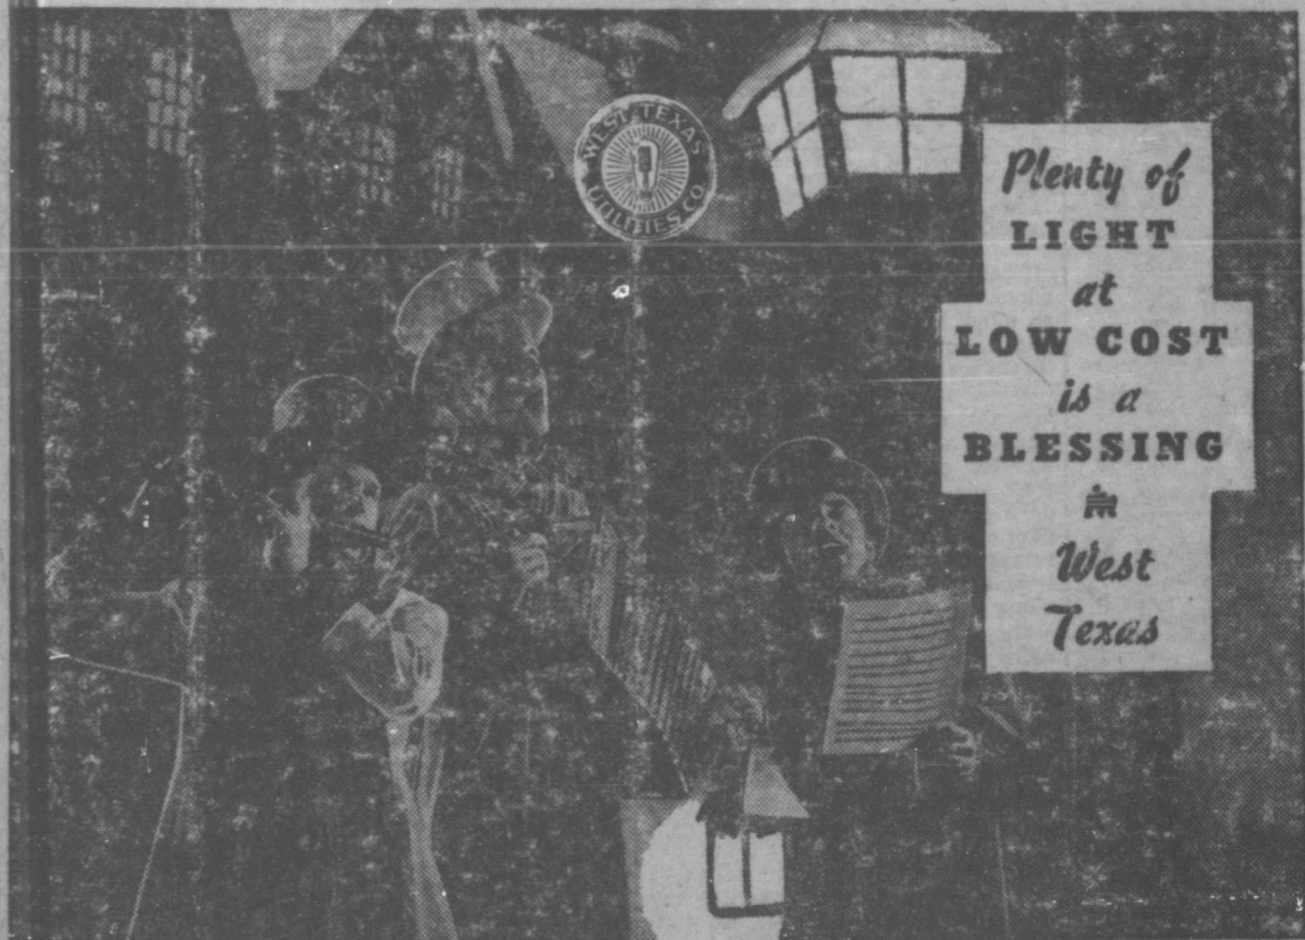 WEST TEXAS
UTILITIES CO.
Plenty of
LIGHT
at
LOW COST
is a
BLESSING
in
West
Texas